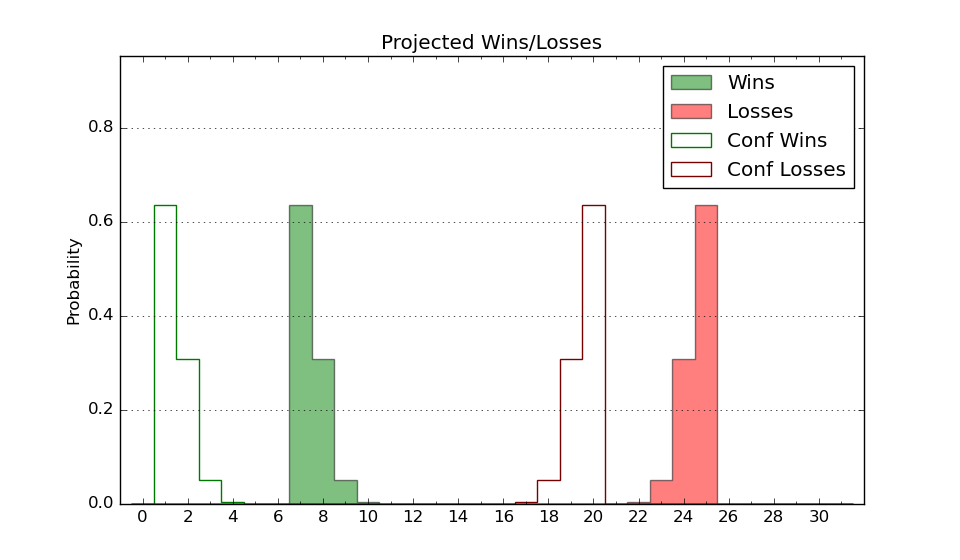 Projected Wins/Losses
Wins
Losses
Conf Wins
Conf Losses
Probability
0.8
0.6
0.4
0.2
0.0
0 2 4 6 8 10 12 14 16 18 20 22 24 26 28 30